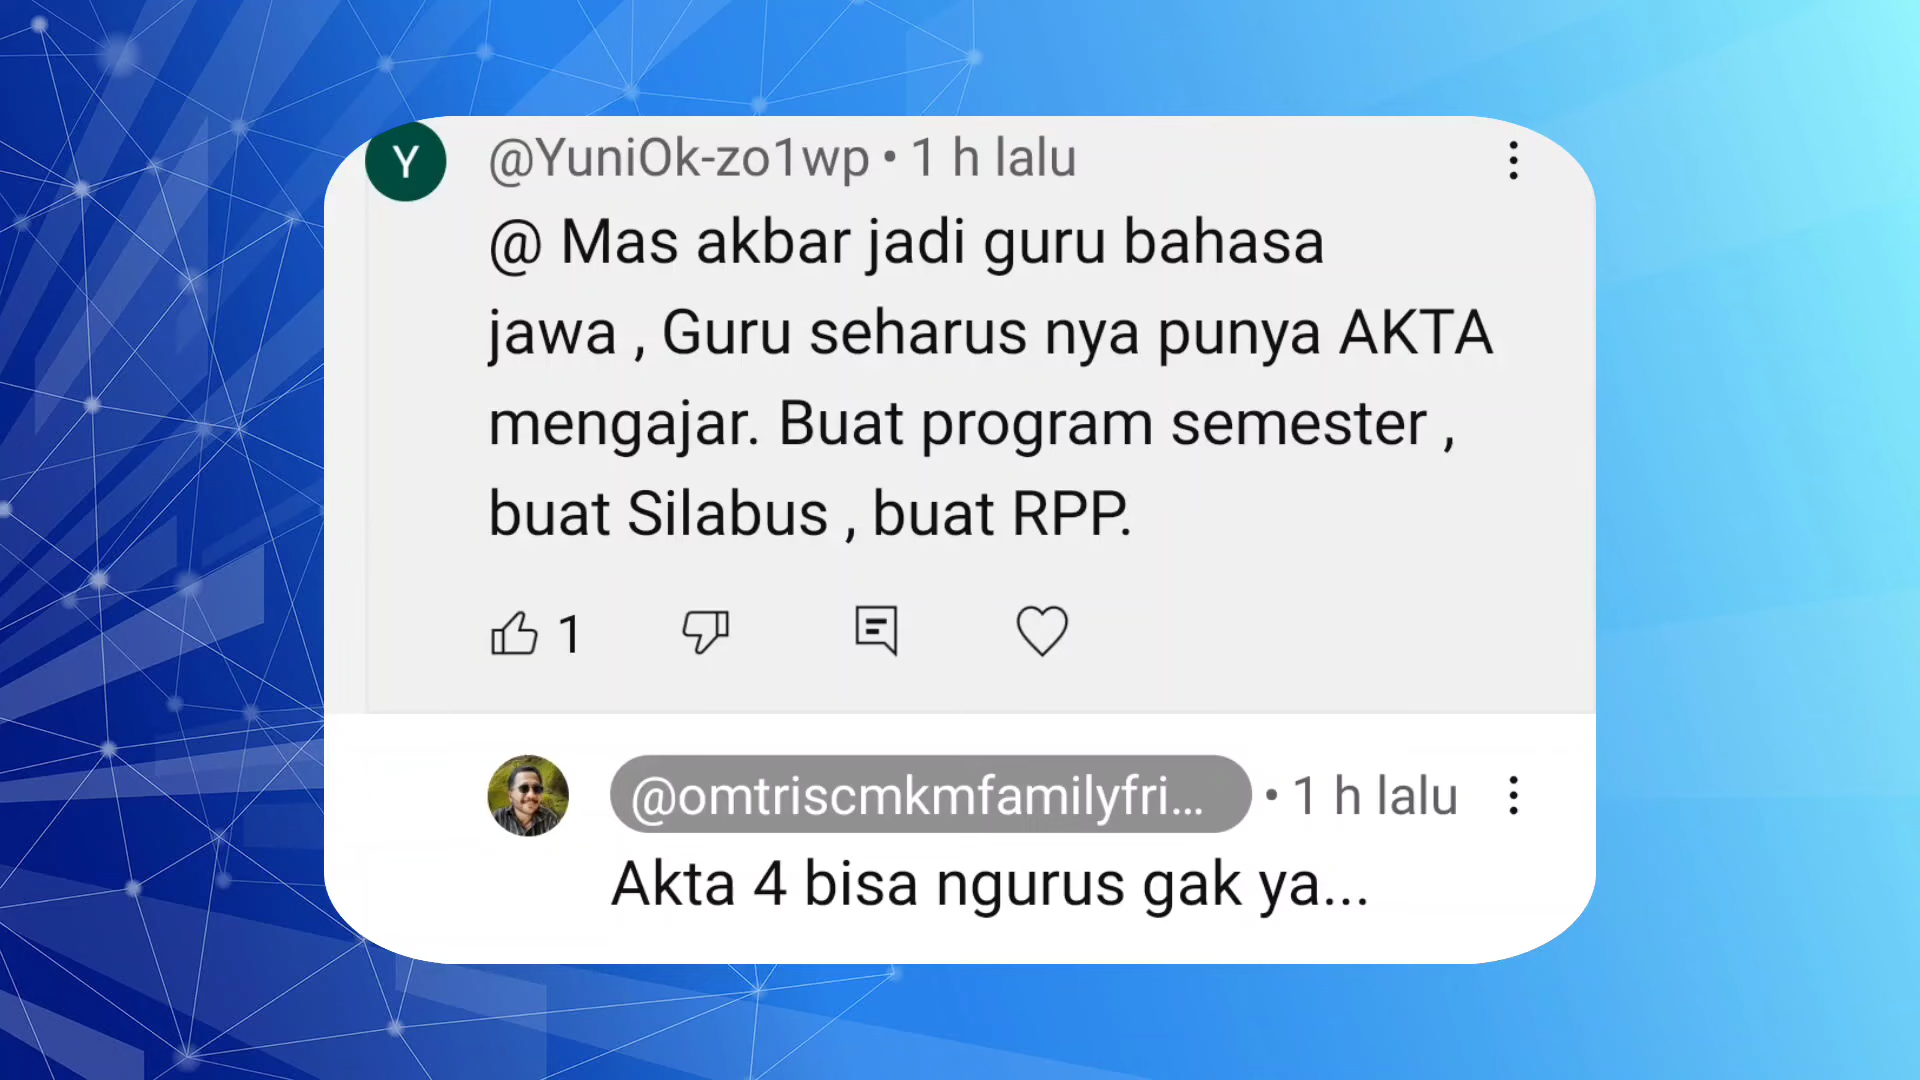 Y
@YuniOk-zo1wp • 1 h lalu
@ Mas akbar jadi guru bahasa
jawa , Guru seharus nya punya AKTA
mengajar. Buat program semester ,
buat Silabus , buat RPP.
1
@omtriscmkmfamilyfri... • 1 h lalu
Akta 4 bisa ngurus gak ya...